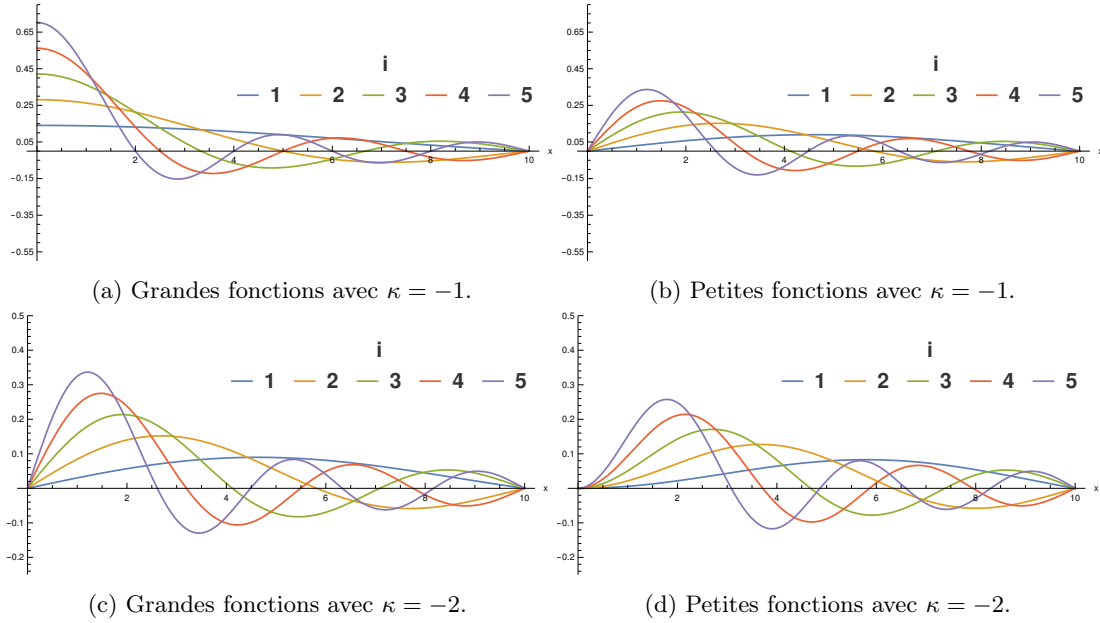 0.65
0.45
0.25
0.05
-0.15
-0.35
-0.55
2 4 6 8 10 x
i
1 2 3 4 5
0.65
0.45
0.25
0.05
-0.15
-0.35
-0.55
2 4 6 8 10 x
i
1 2 3 4 5
(a) Grandes fonctions avec κ = −1.
(b) Petites fonctions avec κ = −1.
0.5
0.4
0.3
0.2
0.1
0
-0.1
-0.2
2 4 6 8 10 x
i
1 2 3 4 5
0.5
0.4
0.3
0.2
0.1
0
-0.1
-0.2
2 4 6 8 10 x
i
1 2 3 4 5
(c) Grandes fonctions avec κ = −2.
(d) Petites fonctions avec κ = −2.